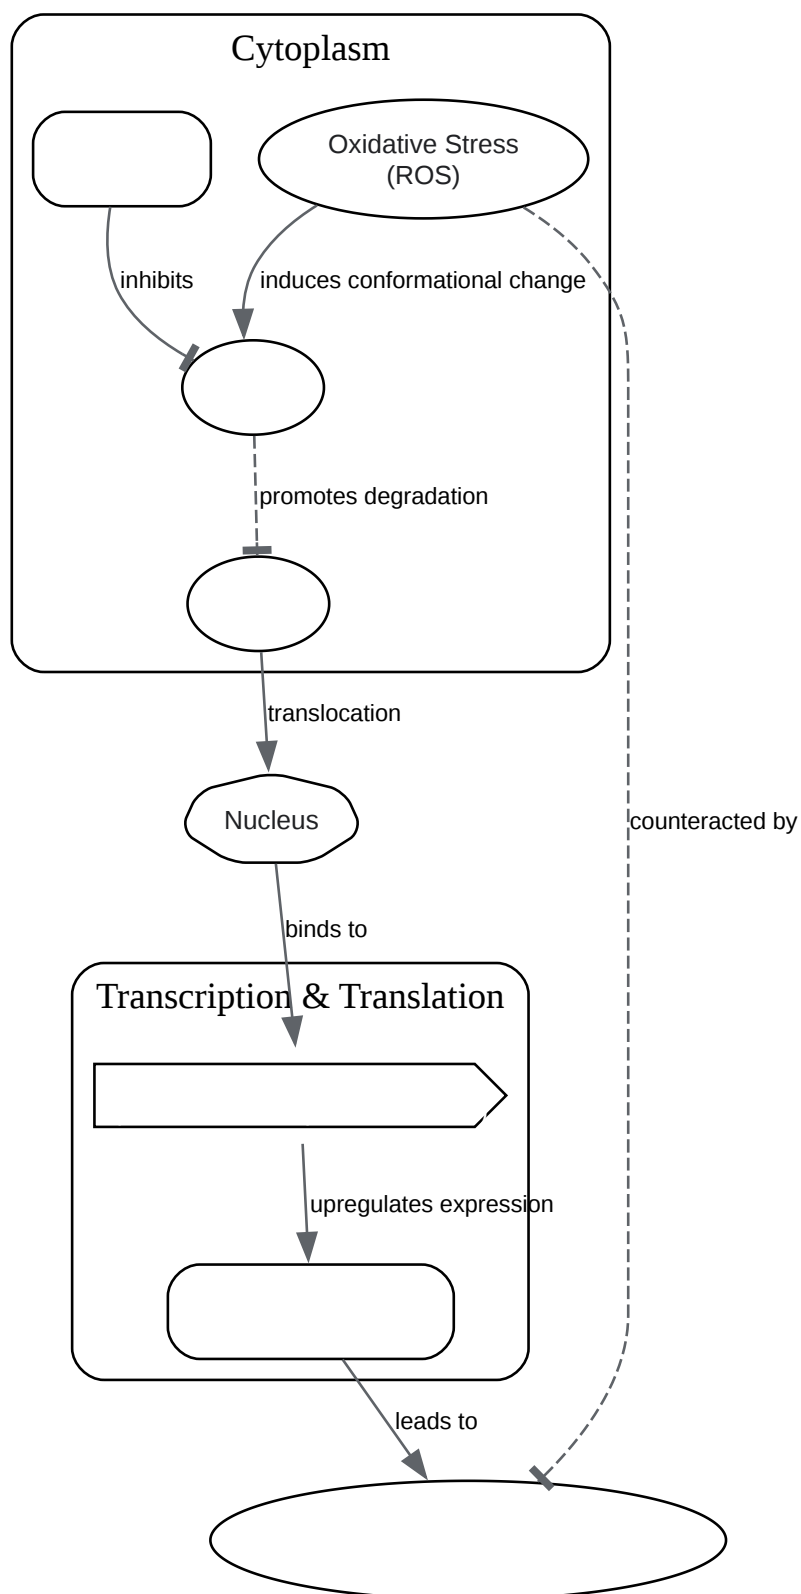 Cytoplasm
Oxidative Stress
(ROS)
inhibits
induces conformational change
promotes degradation
translocation
Nucleus
counteracted by
binds to
Transcription & Translation
upregulates expression
leads to